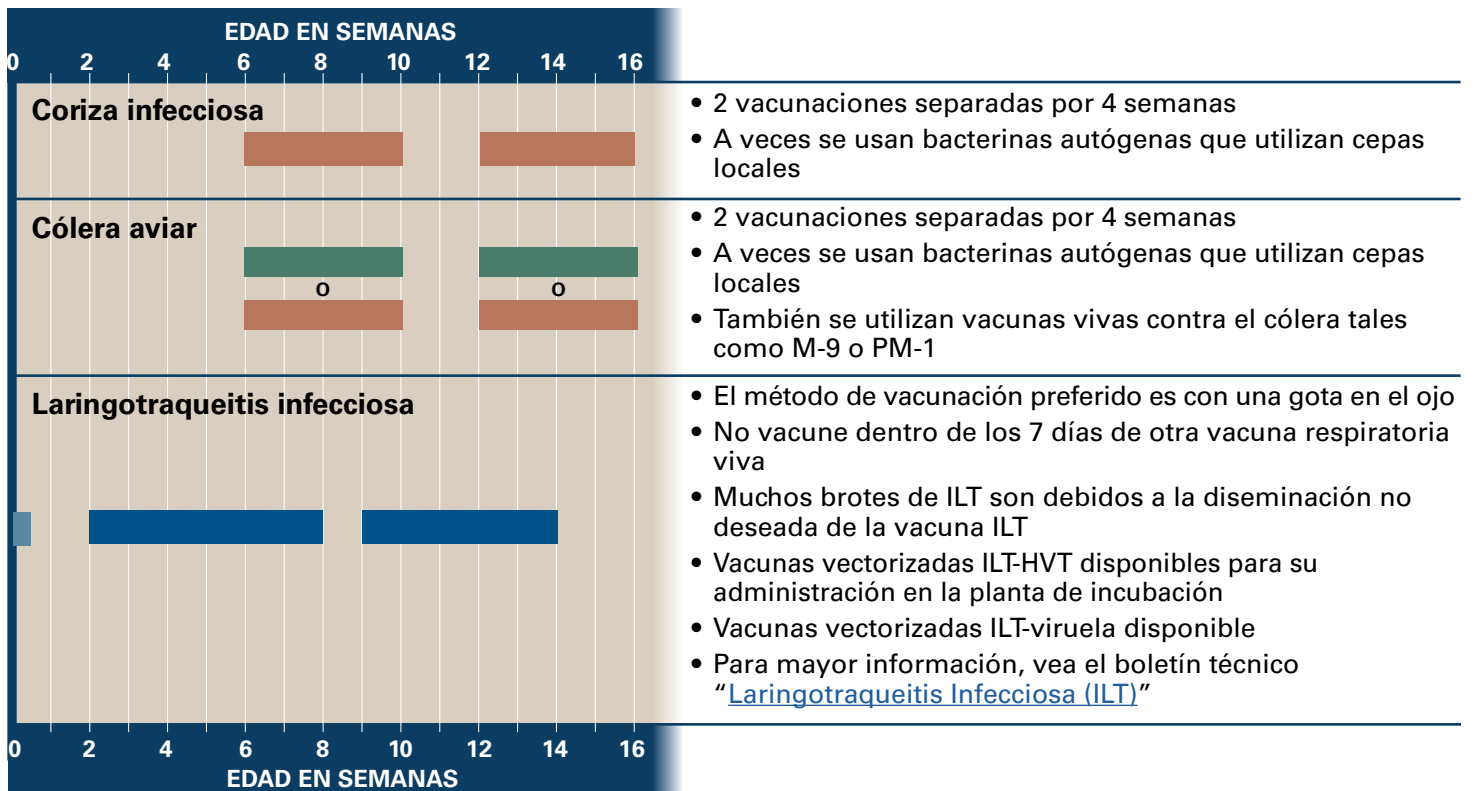 EDAD EN SEMANAS
0 2 4 6 8 10 12 14 16
Coriza infecciosa
• 2 vacunaciones separadas por 4 semanas
• A veces se usan bacterinas autógenas que utilizan cepas
locales
Cólera aviar
O O
• 2 vacunaciones separadas por 4 semanas
• A veces se usan bacterinas autógenas que utilizan cepas
locales
• También se utilizan vacunas vivas contra el cólera tales
como M-9 o PM-1
Laringotraqueitis infecciosa
• El método de vacunación preferido es con una gota en el ojo
• No vacune dentro de los 7 días de otra vacuna respiratoria
viva
• Muchos brotes de ILT son debidos a la diseminación no
deseada de la vacuna ILT
• Vacunas vectorizadas ILT-HVT disponibles para su
administración en la planta de incubación
• Vacunas vectorizadas ILT-viruela disponible
• Para mayor información, vea el boletín técnico
“Laringotraqueitis Infecciosa (ILT)”
0 2 4 6 8 10 12 14 16
EDAD EN SEMANAS